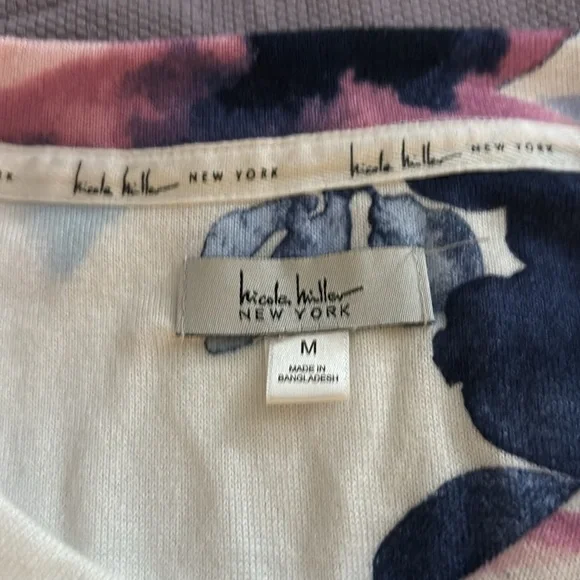 R K nicole miller NEW YORK nicole miller NEW YORK
nicole miller
NEW YORK
M
MADE IN
BANGLADESH